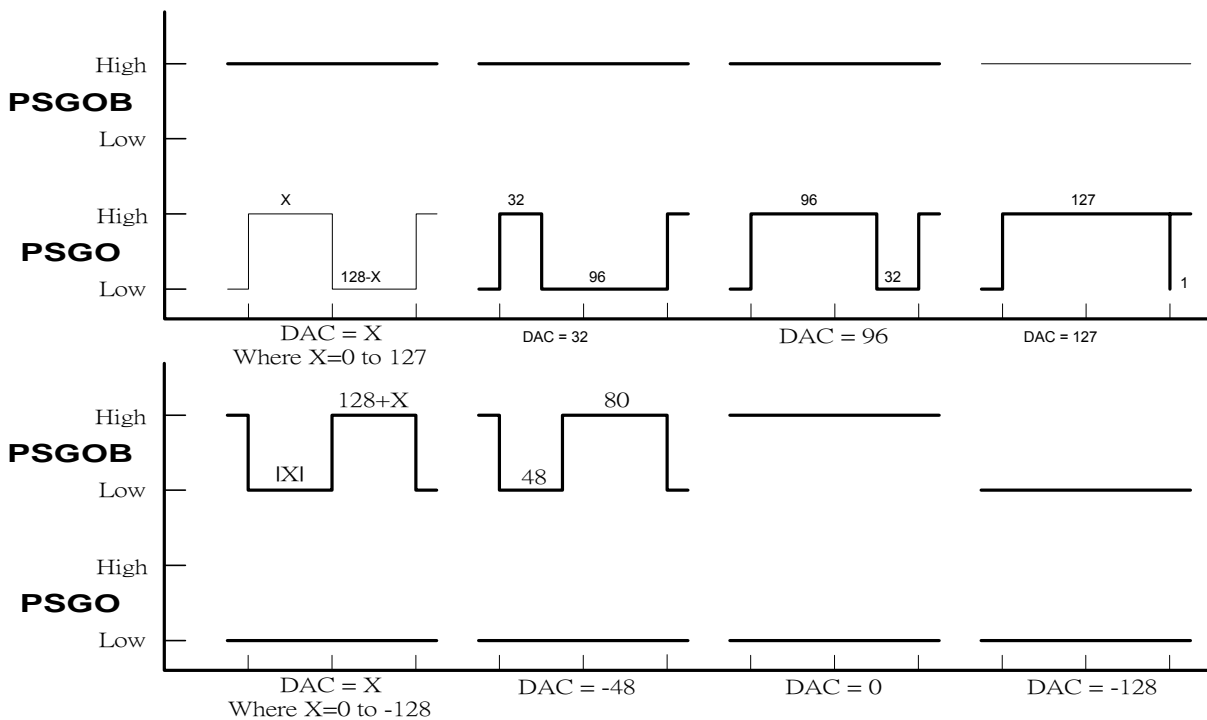 High
PSGOB
Low
X
32
96
127
High
PSGO
128-X
96
32
1
Low
DAC = X
Where X=0 to 127
DAC = 32
DAC = 96
DAC = 127
128+X
80
High
PSGOB
|X|
48
Low
High
PSGO
Low
DAC = X
Where X=0 to -128
DAC = -48
DAC = 0
DAC = -128